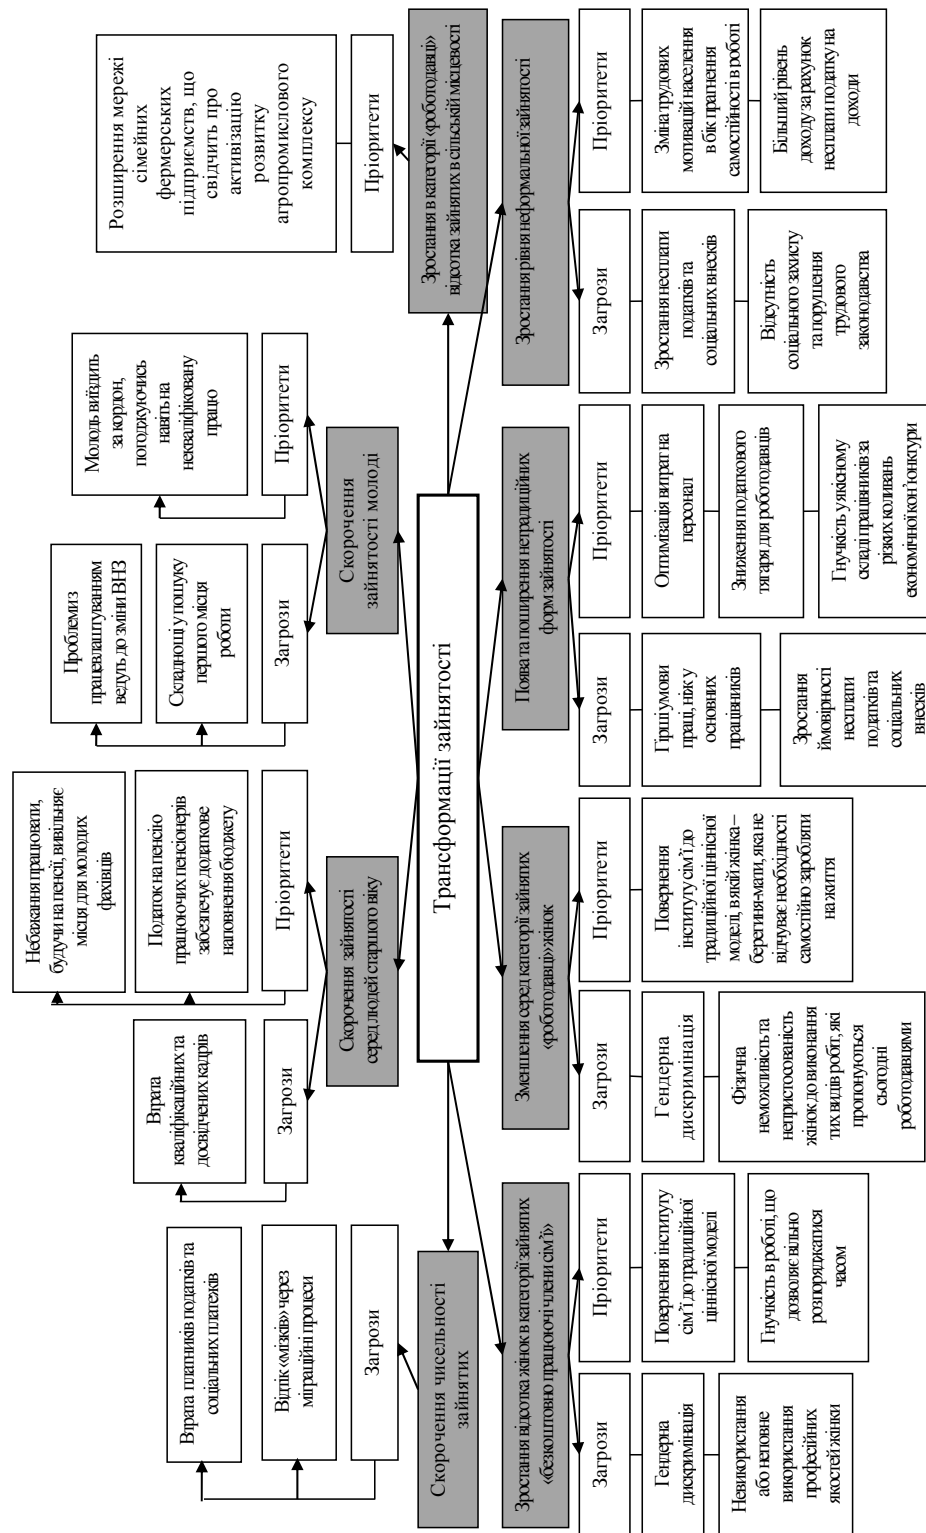 Втрата платників податків та
соціальних платежів
Відтік «мізків» через
міграційні процеси
Загрози
Скорочення чисельності
зайнятих
Втрата
кваліфікаційних та
досвідчених кадрів
Загрози
Небажання працювати,
будучи на пенсії, вивільняє
місця для молодих
фахівців
Податок на пенсію
працюючих пенсіонерів
забезпечує додаткове
наповнення бюджету
Пріоритети
Скорочення зайнятості
серед людей старшого віку
Проблеми з
працевлаштуванням
ведуть до зміни ВНЗ
Складнощі у пошуку
першого місця
роботи
Загрози
Молодь виїздить
за кордон,
погоджуючись
навіть на
некваліфіковану
працю
Пріоритети
Скорочення
зайнятості молоді
Розширення мережі
сімейних
фермерських
підприємств, що
свідчить про
активізацію
розвитку
агропромислового
комплексу
Пріоритети
Зростання в категорії «роботодавці»
відсотка зайнятих в сільській місцевості
Трансформації зайнятості
Зростання відсотка жінок в категорії зайнятих
«безкоштовно працюючі члени сім’ї»
Загрози
Гендерна
дискримінація
Невикористання
або неповне
використання
професійних
якостей жінки
Пріоритети
Повернення інституту
сім’ї до традиційної
ціннісної моделі
Гнучкість в роботі, що
дозволяє вільно
розпоряджатися
часом
Зменшення серед категорії зайнятих
«роботодавці» жінок
Загрози
Гендерна
дискримінація
Фізична
неможливість та
непристосованість
жінок до виконання
тих видів робіт, які
пропонуються
сьогодні
роботодавцями
Пріоритети
Повернення
інституту сім’ї до
традиційної ціннісної
моделі, в якій жінка –
берегиня-мати, яка не
відчуває необхідності
самостійно заробляти
на життя
Поява та поширення нетрадиційних
форм зайнятості
Загрози
Гірші умови
праці, ніж у
основних
працівників
Зростання
ймовірності
несплати
податків та
соціальних
внесків
Пріоритети
Оптимізація витрат на
персонал
Зниження податкового
тягаря для роботодавців
Гнучкість у якісному
складі працівників за
різких коливань
економічної кон’юнктури
Зростання рівня неформальної зайнятості
Загрози
Зростання несплати
податків та
соціальних внесків
Відсутність
соціального захисту
та порушення
трудового
законодавства
Пріоритети
Зміна трудових
мотивацій населення
в бік прагнення
самостійності в роботі
Більший рівень
доходу за рахунок
несплати податку на
доходи